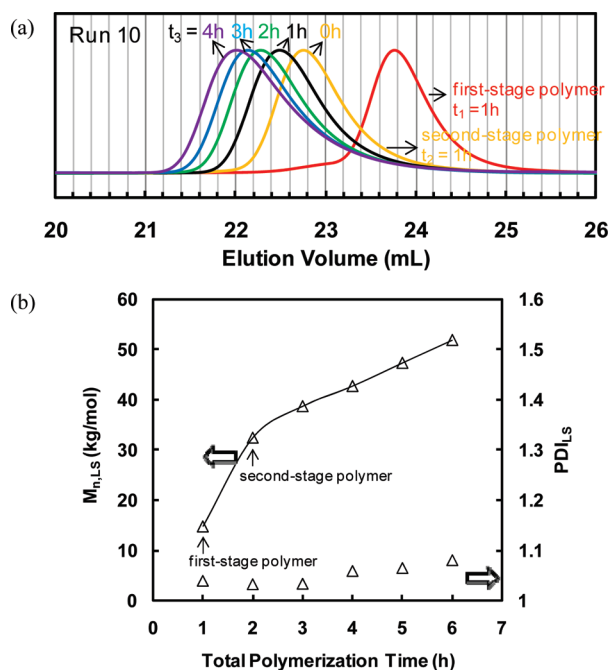 (a)
Run 10
t3 = 4h 3h 2h 1h 0h
first-stage polymer
t1 = 1h
second-stage polymer
t2 = 1h
20 21 22 23 24 25 26
Elution Volume (mL)
(b)
60 1.6
50 1.5
40 1.4
30 1.3
20 1.2
10 1.1
0 1
Mn,LS (kg/mol)
PDILS
second-stage polymer
first-stage polymer
0 1 2 3 4 5 6 7
Total Polymerization Time (h)